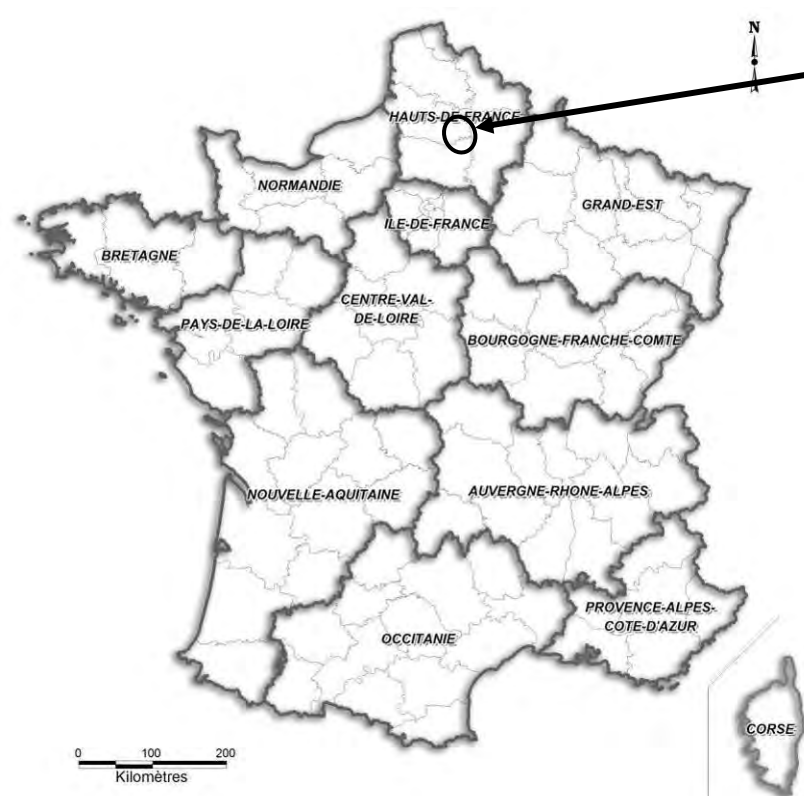 N
HAUTS-DE-FRANCE
NORMANDIE
ILE-DE-FRANCE
GRAND-EST
BRETAGNE
CENTRE-VAL-
DE-LOIRE
PAYS-DE-LA-LOIRE
BOURGOGNE-FRANCHE-COMTE
NOUVELLE-AQUITAINE
AUVERGNE-RHONE-ALPES
PROVENCE-ALPES-
COTE-D'AZUR
OCCITANIE
CORSE
0 100 200
Kilomètres